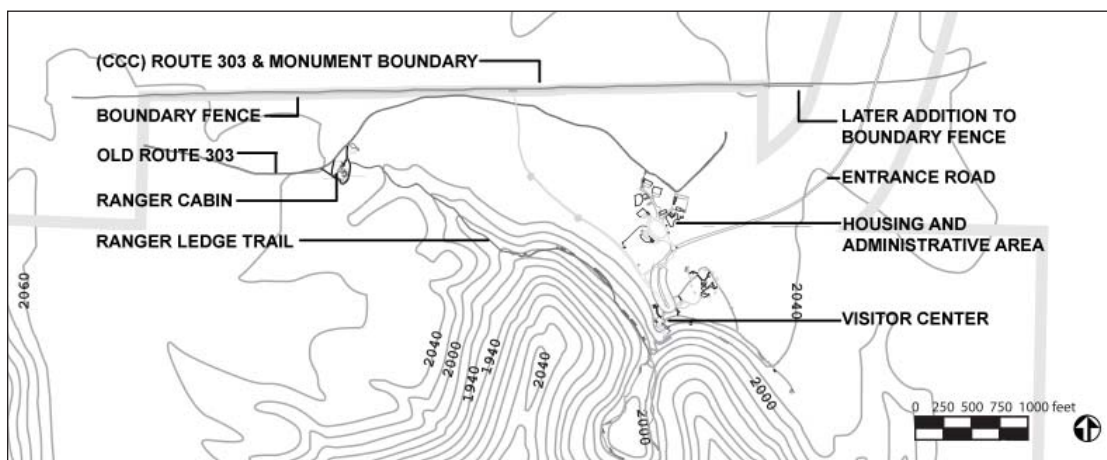 (CCC) ROUTE 303 & MONUMENT BOUNDARY
BOUNDARY FENCE
LATER ADDITION TO
BOUNDARY FENCE
OLD ROUTE 303
ENTRANCE ROAD
RANGER CABIN
HOUSING AND
ADMINISTRATIVE AREA
RANGER LEDGE TRAIL
2060
2040
VISITOR CENTER
2040
2000
1940
1940
2040
2000
2000
0 250 500 750 1000 feet